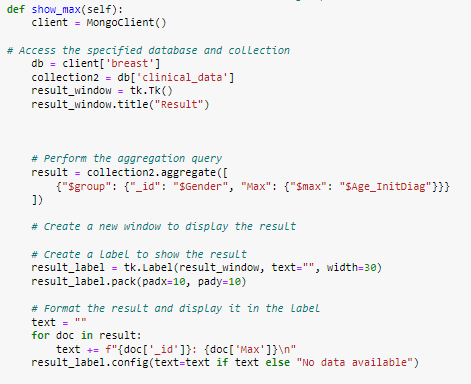 def show_max(self):
    client = MongoClient()
# Access the specified database and collection
    db = client['breast']
    collection2 = db['clinical_data']
    result_window = tk.Tk()
    result_window.title("Result")
    # Perform the aggregation query
    result = collection2.aggregate([
        {"$group": {"_id": "$Gender", "Max": {"$max": "$Age_InitDiag"}}}
    ])
    # Create a new window to display the result
    # Create a Label to show the result
    result_label = tk.Label(result_window, text="", width=30)
    result_label.pack(padx=10, pady=10)
    # Format the result and display it in the Label
    text = ""
    for doc in result:
        text += f"{doc['_id']}: {doc['Max']}\n"
    result_label.config(text=text if text else "No data available")